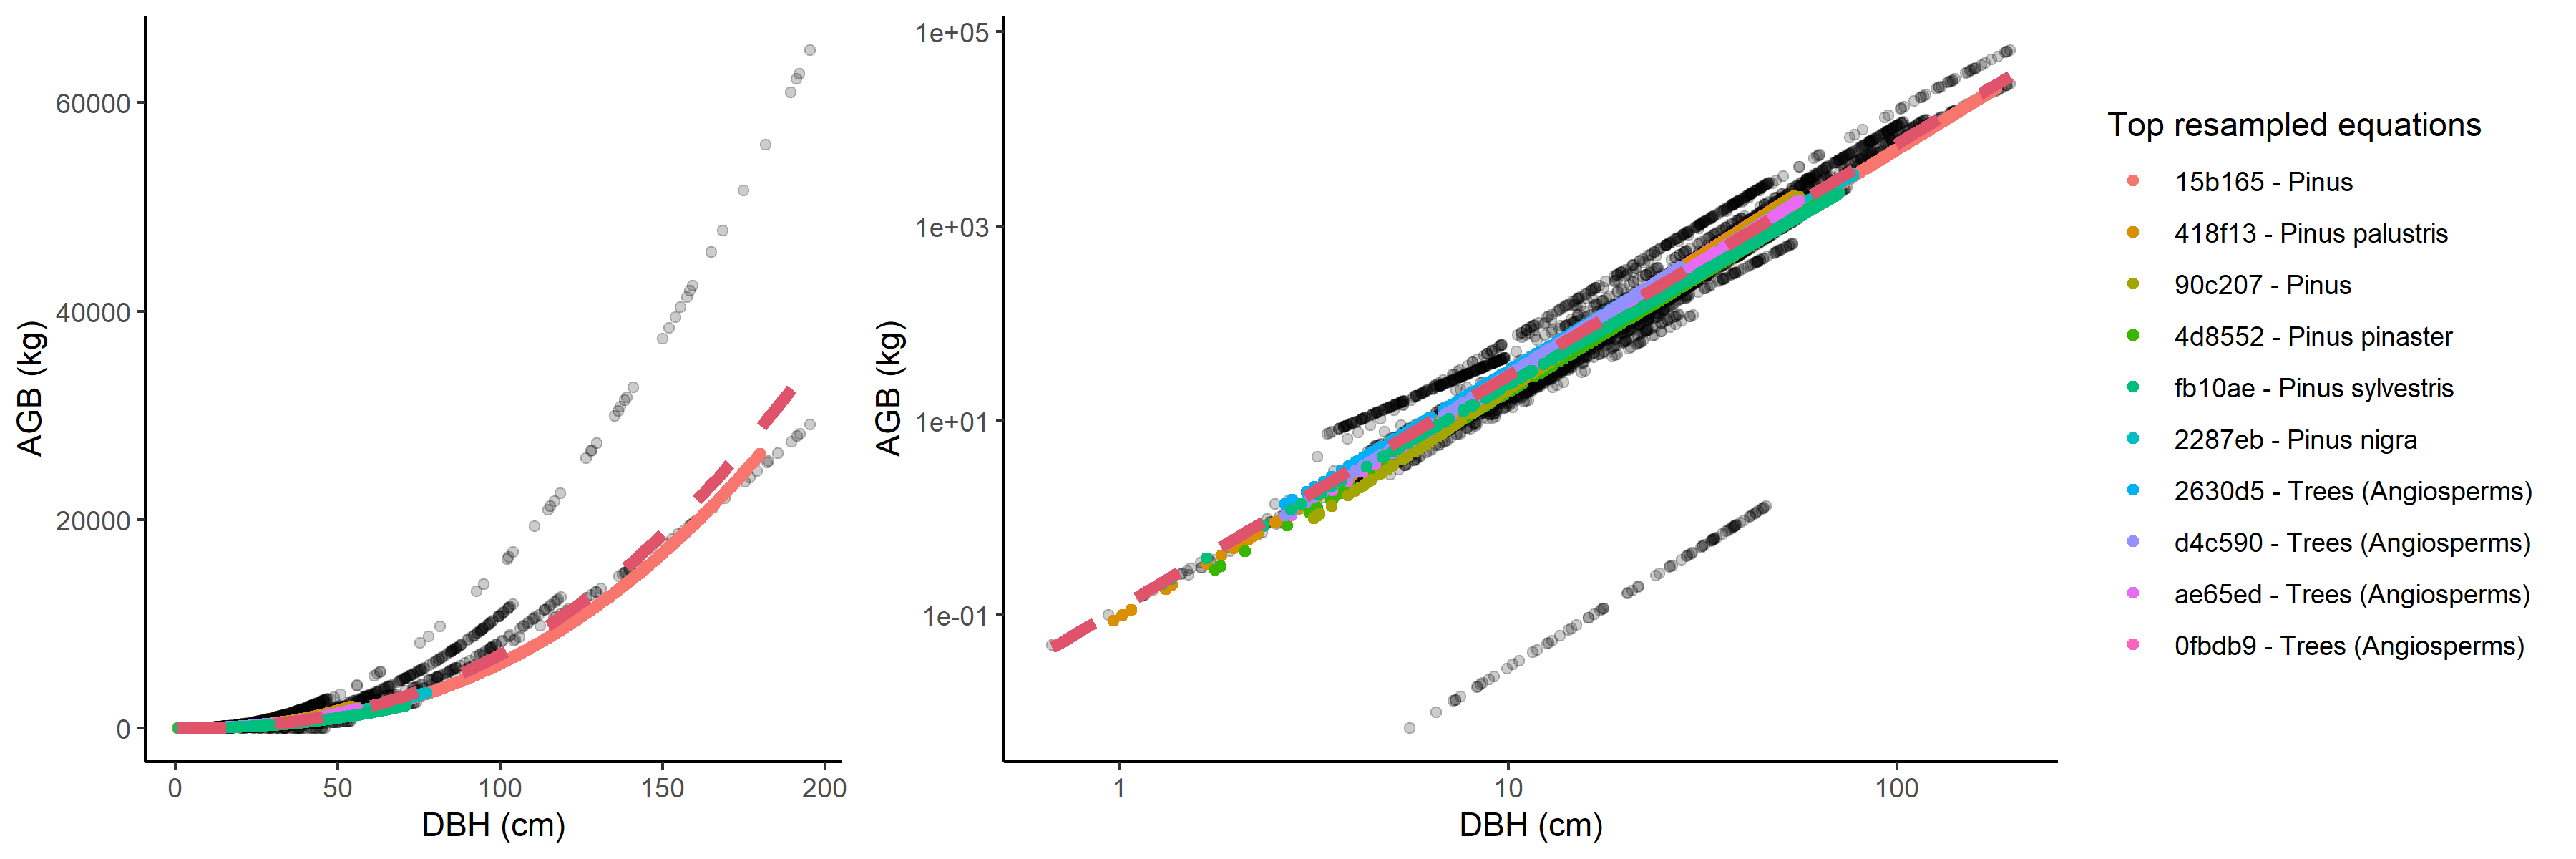 60000
40000
20000
0
AGB (kg)
0
50
100
150
200
DBH (cm)
1e+05
1e+03
1e+01
1e-01
AGB (kg)
1
10
100
DBH (cm)
Top resampled equations
15b165 - Pinus
418f13 - Pinus palustris
90c207 - Pinus
4d8552 - Pinus pinaster
fb10ae - Pinus sylvestris
2287eb - Pinus nigra
2630d5 - Trees (Angiosperms)
d4c590 - Trees (Angiosperms)
ae65ed - Trees (Angiosperms)
0fbdb9 - Trees (Angiosperms)